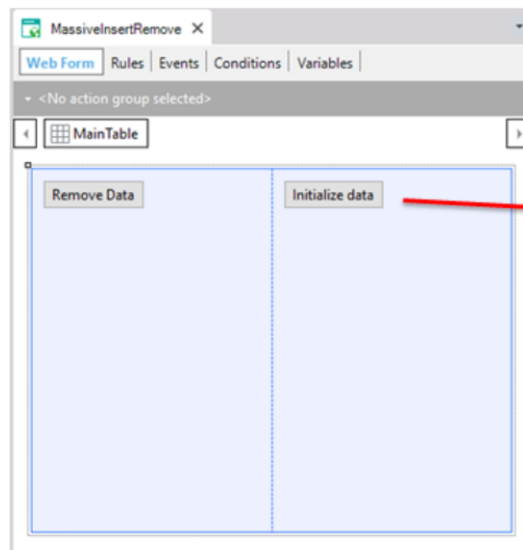 MassiveInsertRemove
Web Form Rules Events Conditions Variables
<No action group selected>
MainTable
Remove Data Initialize data